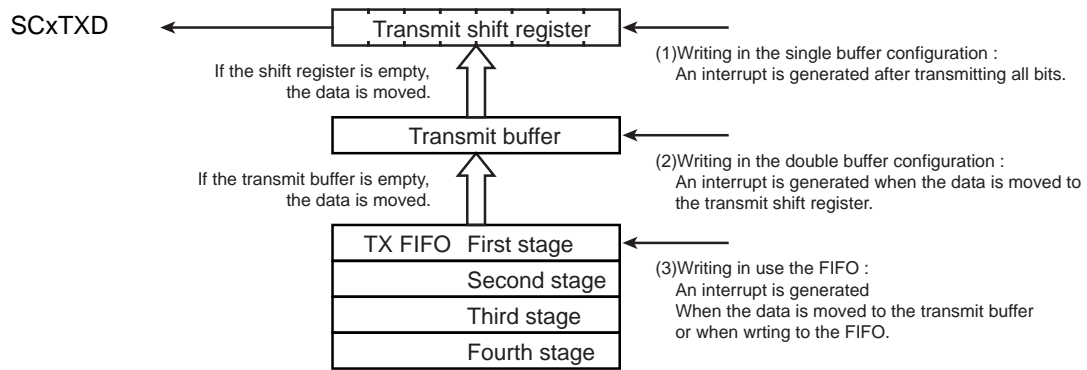 SCxTXD
Transmit shift register
(1)Writing in the single buffer configuration :
An interrupt is generated after transmitting all bits.
If the shift register is empty,
the data is moved.
Transmit buffer
(2)Writing in the double buffer configuration :
An interrupt is generated when the data is moved to
the transmit shift register.
If the transmit buffer is empty,
the data is moved.
TX FIFO First stage
Second stage
Third stage
Fourth stage
(3)Writing in use the FIFO :
An interrupt is generated
When the data is moved to the transmit buffer
or when wrting to the FIFO.